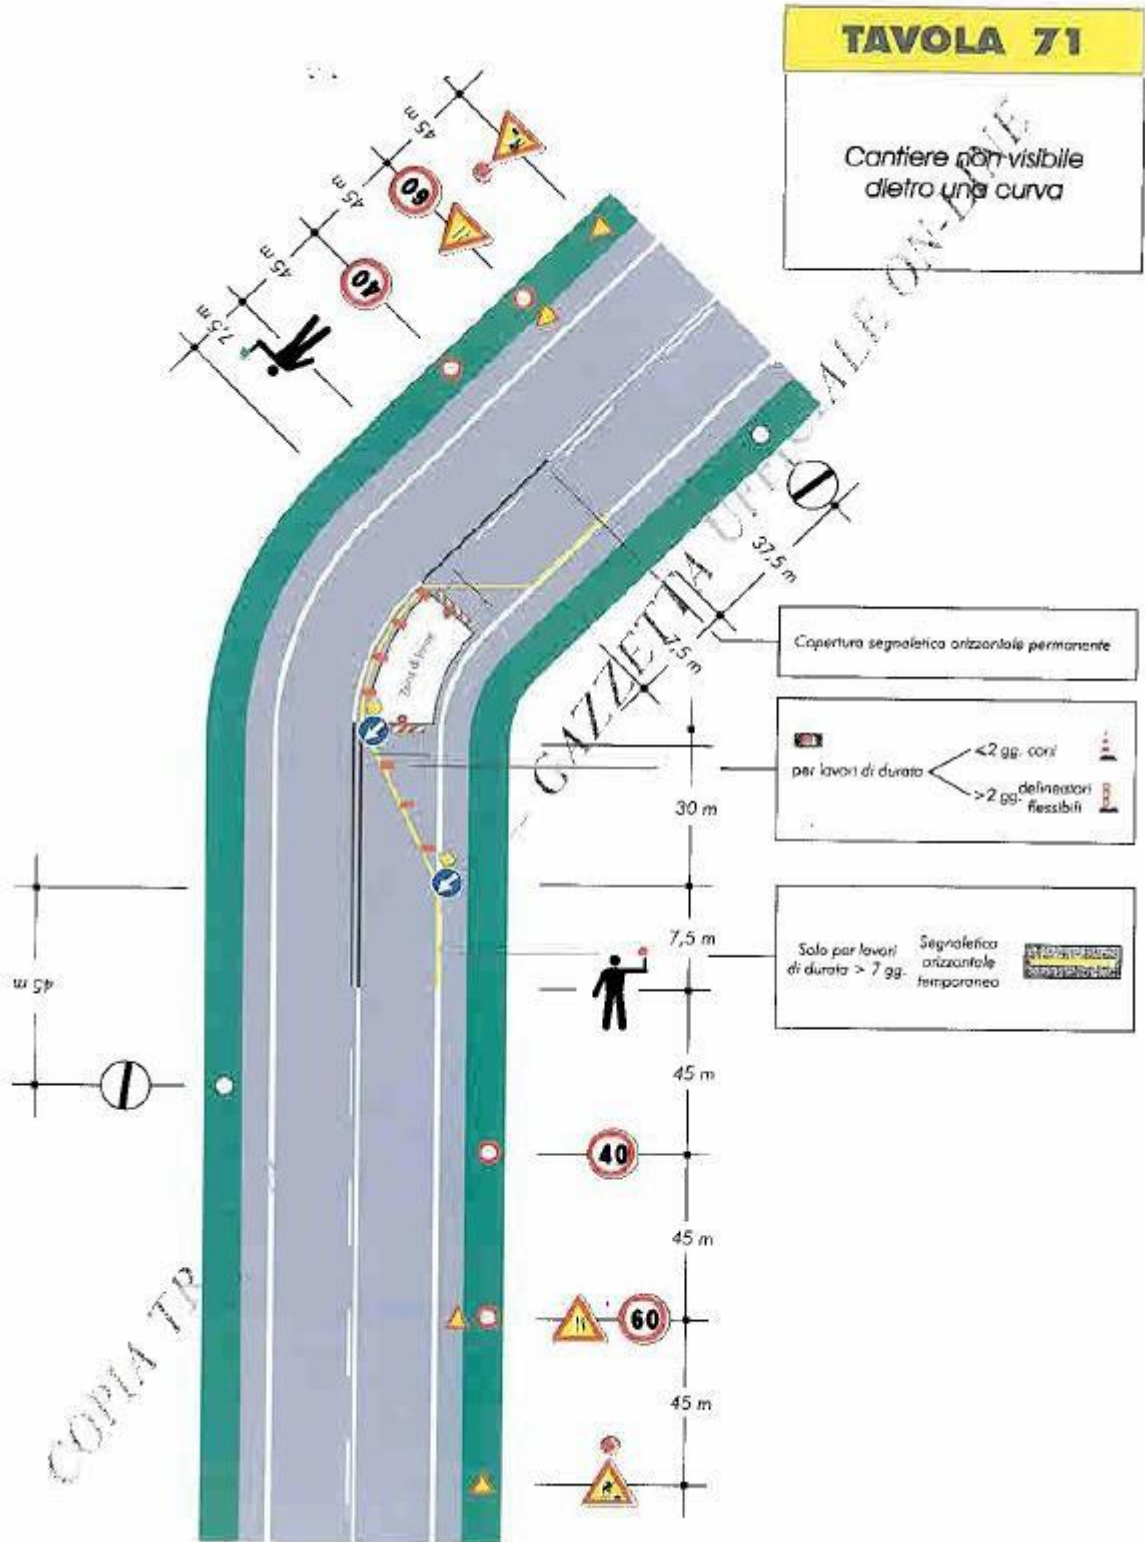 TAVOLA 71
Cantiere non visibile
dietro una curva
45 m
45 m
60
45 m
40
7,5 m
37,5 m
7,5 m
Copertura segnaletica orizzontale permanente
per lavori di durata
≤2 gg. coni
>2 gg. delineatori
flessibili
Zona di lavoro
30 m
7,5 m
Solo per lavori
di durata > 7 gg.
Segnaletica
orizzontale
temporanea
45 m
45 m
40
45 m
60
45 m
COPIA TR
GAZZETTA UFFICIALE ON-LINE